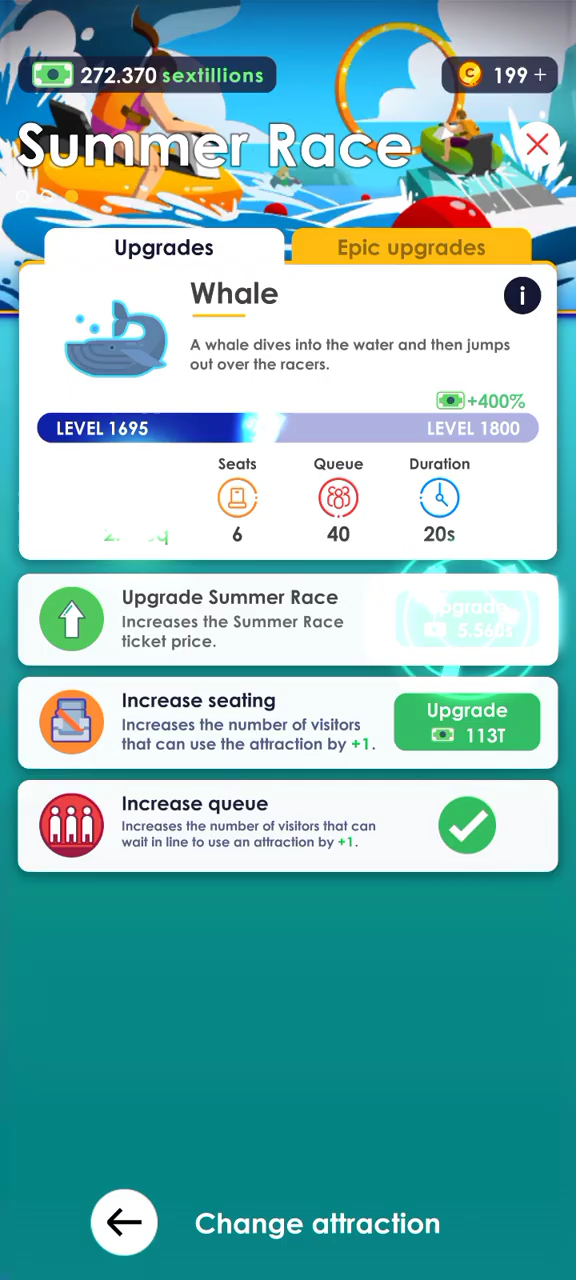 272.370 sextillions
199 +
Summer Race
Upgrades
Epic upgrades
Whale
i
A whale dives into the water and then jumps
out over the racers.
+400%
LEVEL 1695
LEVEL 1800
Seats
Queue
Duration
6
40
20s
Upgrade Summer Race
Increases the Summer Race
ticket price.
Upgrade
Increase seating
Increases the number of visitors
that can use the attraction by +1.
Upgrade
113T
Increase queue
Increases the number of visitors that can
wait in line to use an attraction by +1.
Change attraction